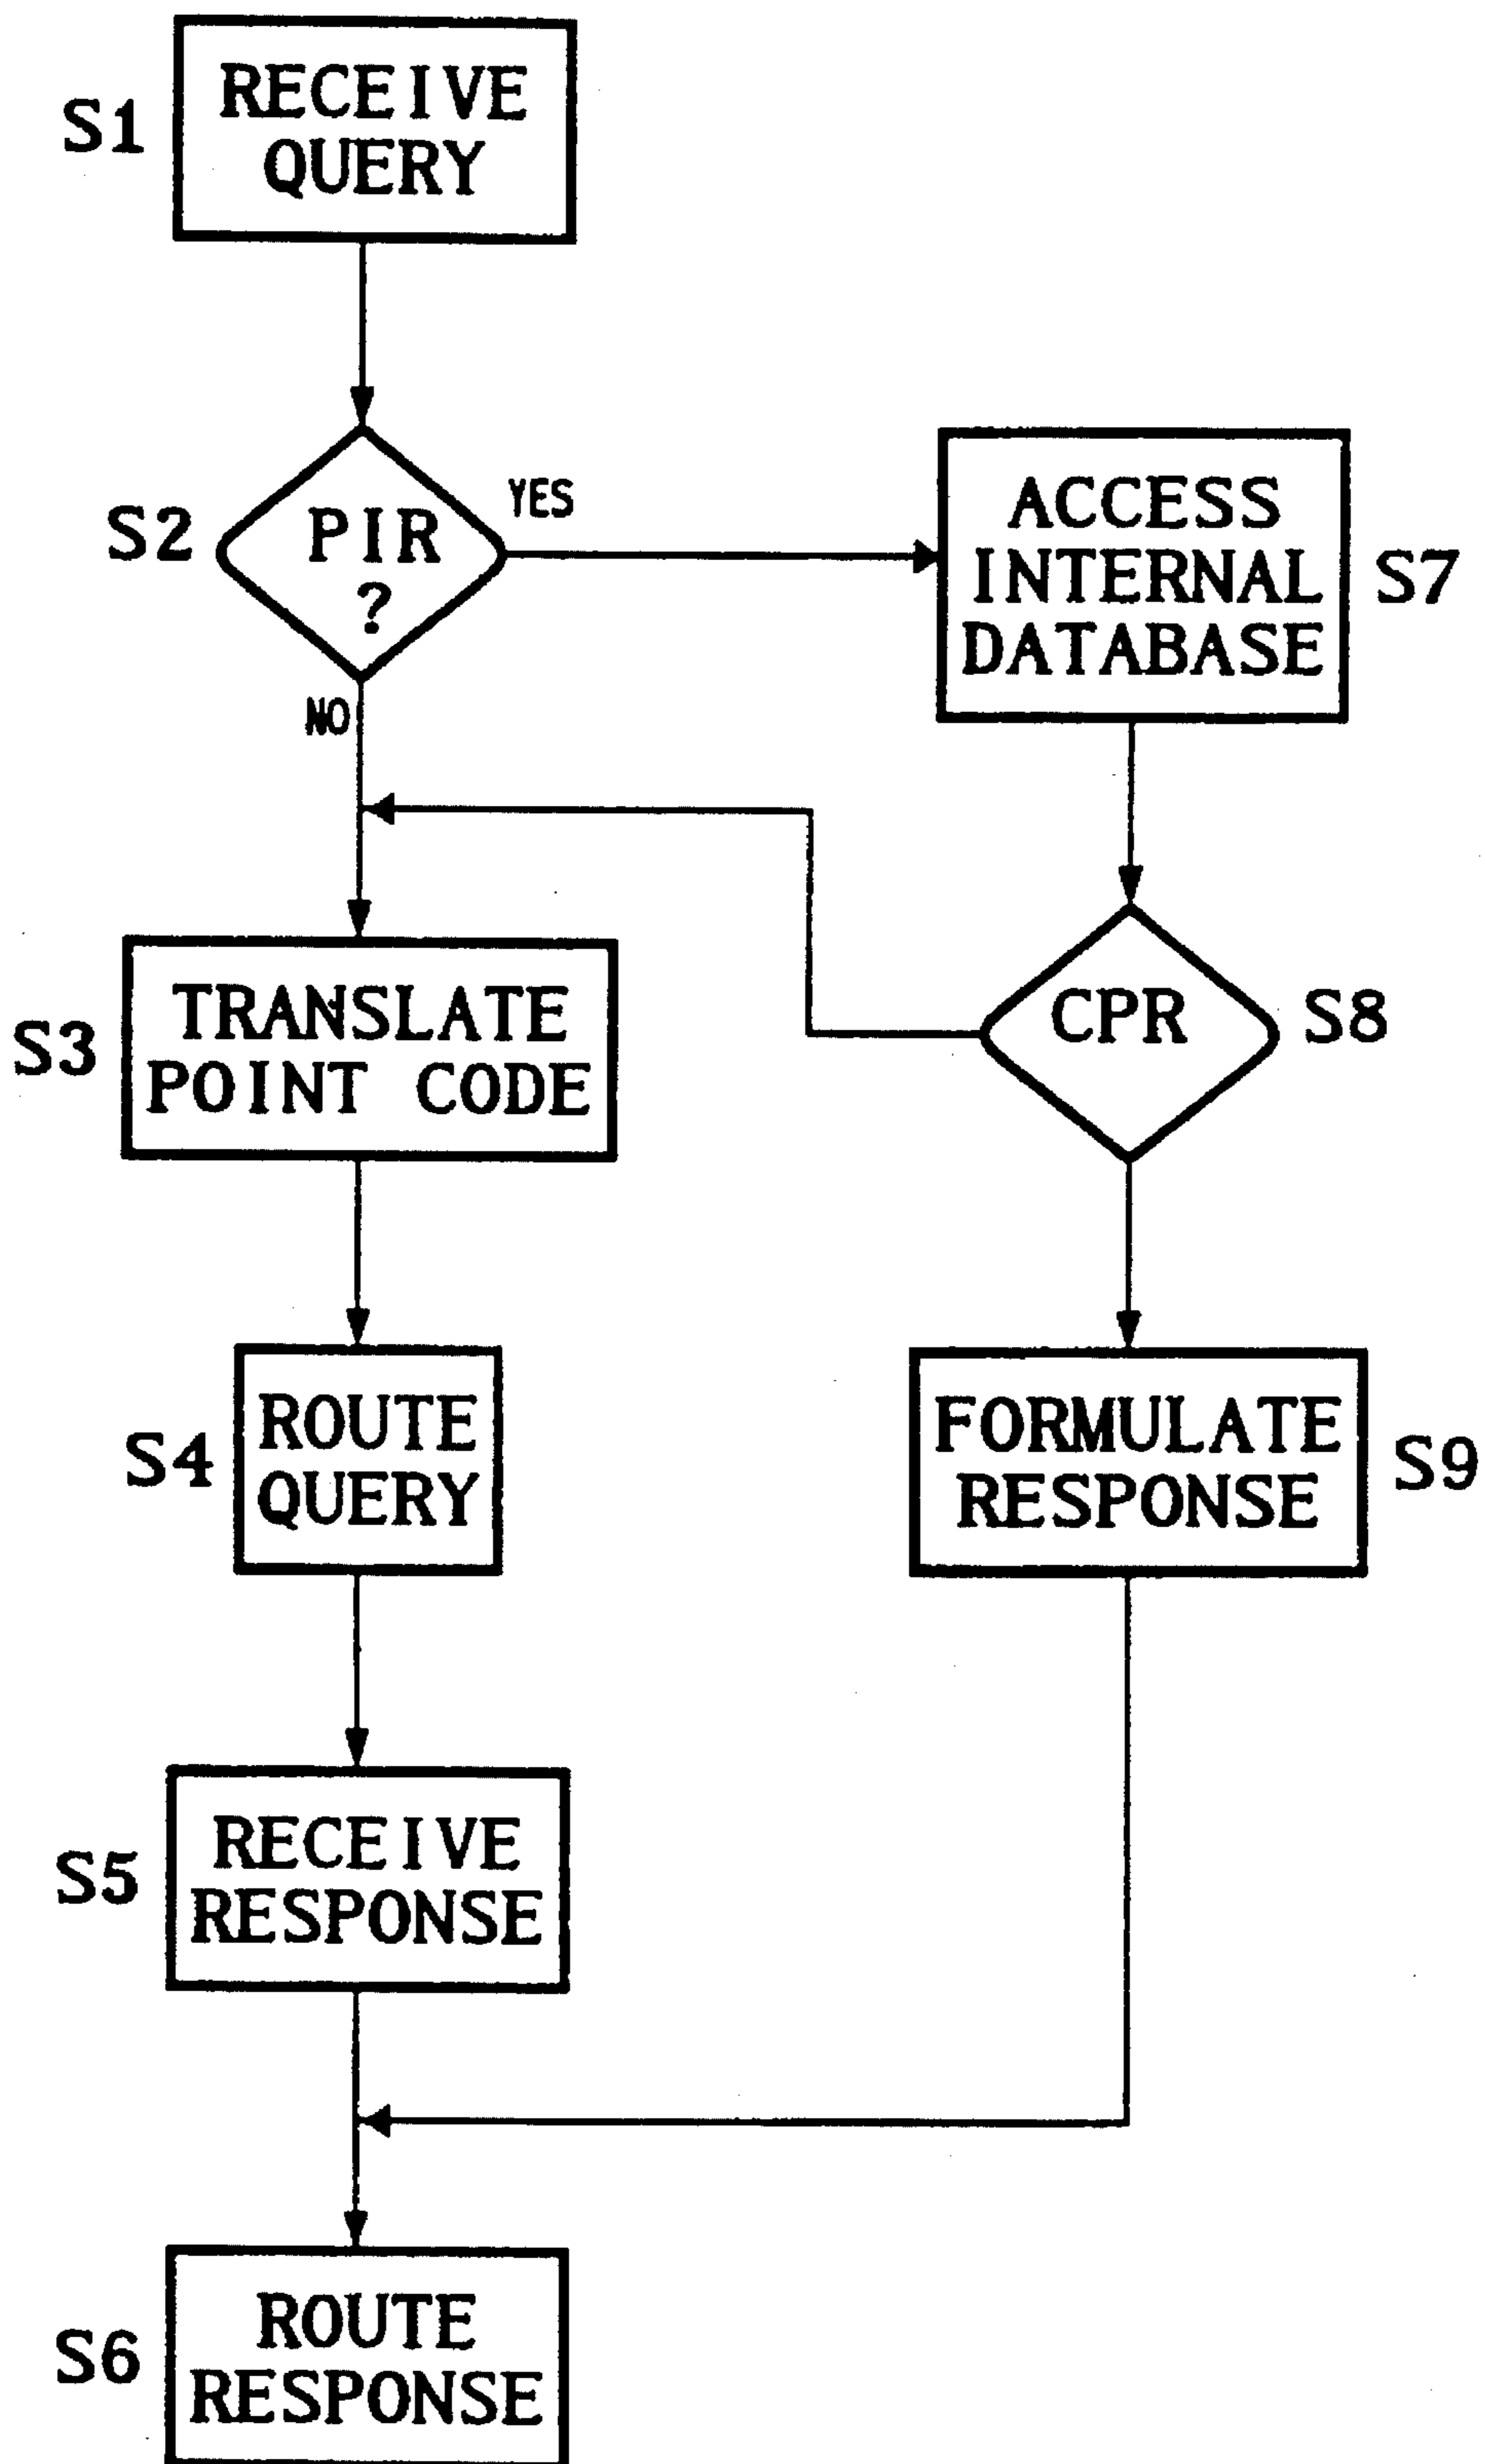 S1
RECEIVE
QUERY
S2
PIR
?
YES
NO
ACCESS
INTERNAL
DATABASE
S7
S3
TRANSLATE
POINT CODE
CPR
S8
S4
ROUTE
QUERY
FORMULATE
RESPONSE
S9
S5
RECEIVE
RESPONSE
S6
ROUTE
RESPONSE